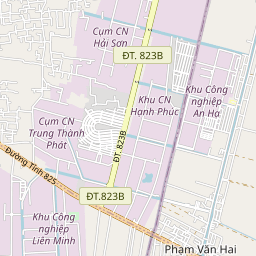 Cụm CN
Hải Sơn
ĐT. 823B
Khu Công
nghiệp
An Hạ
Khu CN
Hạnh Phúc
Cụm CN
Trung Thành
Phát
ĐT. 823B
Đường Tỉnh 825
ĐT.823B
Khu Công
nghiệp
Liên Minh
Phạm Văn Hai